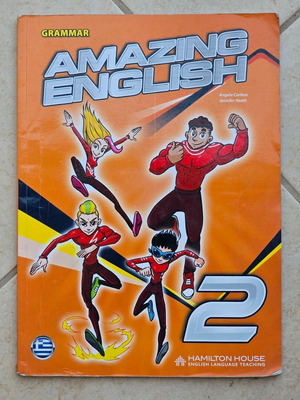 GRAMMAR
AMAZING
ENGLISH
Angela Carlton
Jennifer Heath
2
HAMILTON HOUSE
ENGLISH LANGUAGE TEACHING